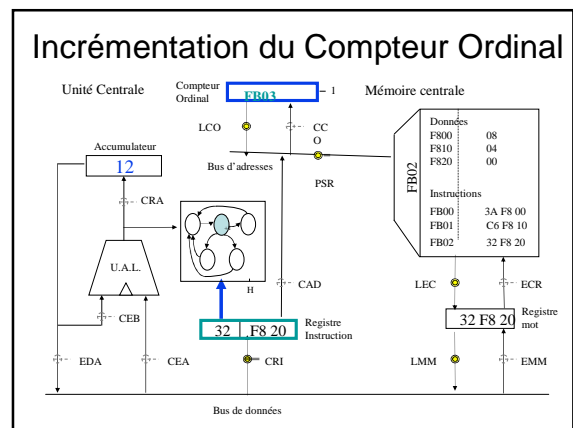 Incrémentation du Compteur Ordinal
Unité Centrale
Compteur
Ordinal
FB03
1
Mémoire centrale
LCO
CC
O
Bus d'adresses
PSR
FB02
Données
F800 08
F810 04
F820 00
Instructions
FB00 3A F8 00
FB01 C6 F8 10
FB02 32 F8 20
Accumulateur
12
CRA
U.A.L.
H
CAD
LEC
ECR
CEB
32 F8 20
Registre
Instruction
32 F8 20
Registre
mot
EDA
CEA
CRI
LMM
EMM
Bus de données